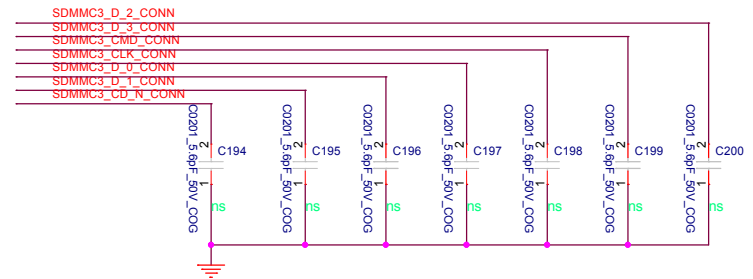 SDMMC3_D_2_CONN
SDMMC3_D_3_CONN
SDMMC3_CMD_CONN
SDMMC3_CLK_CONN
SDMMC3_D_0_CONN
SDMMC3_D_1_CONN
SDMMC3_CD_N_CONN
C0201_5.6pF_50V_COG
2
C194
1
ns
C0201_5.6pF_50V_COG
2
C195
1
ns
C0201_5.6pF_50V_COG
2
C196
1
ns
C0201_5.6pF_50V_COG
2
C197
1
ns
C0201_5.6pF_50V_COG
2
C198
1
ns
C0201_5.6pF_50V_COG
2
C199
1
ns
C0201_5.6pF_50V_COG
2
C200
1
ns